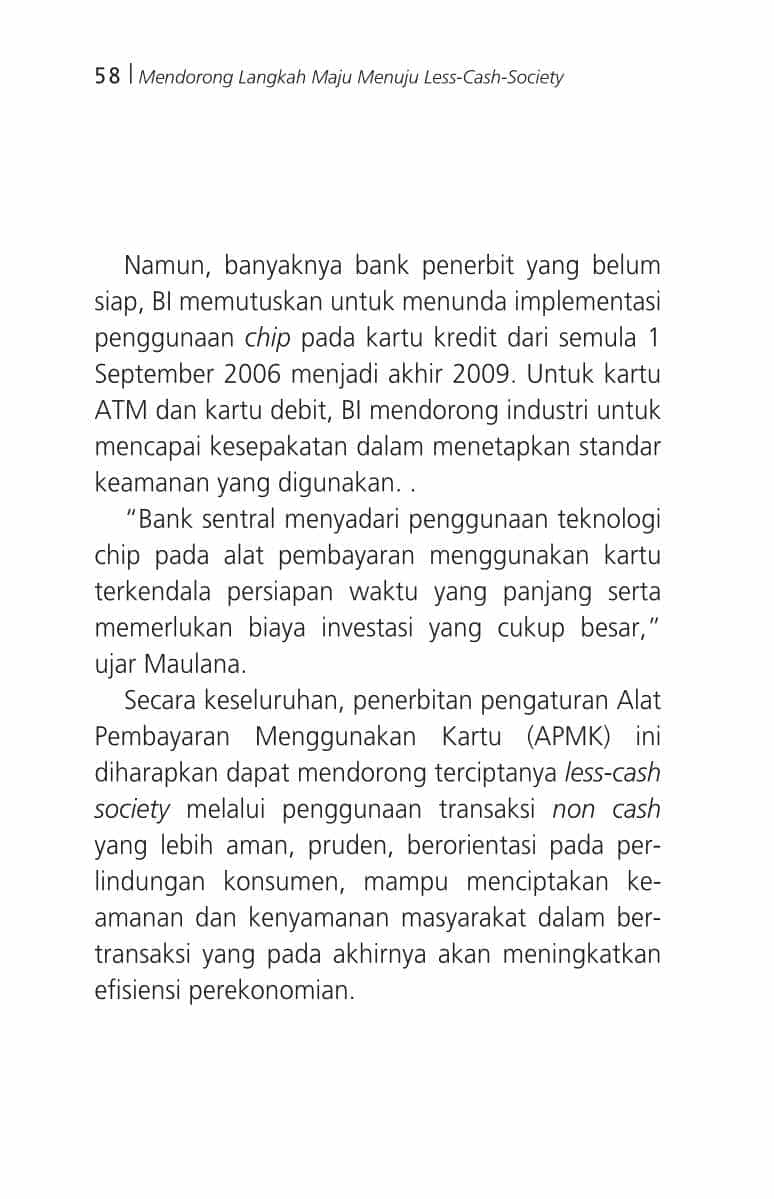 58 | Mendorong Langkah Maju Menuju Less-Cash-Society
Namun, banyaknya bank penerbit yang belum
siap, BI memutuskan untuk menunda implementasi
penggunaan chip pada kartu kredit dari semula 1
September 2006 menjadi akhir 2009. Untuk kartu
ATM dan kartu debit, BI mendorong industri untuk
mencapai kesepakatan dalam menetapkan standar
keamanan yang digunakan. .
“Bank sentral menyadari penggunaan teknologi
chip pada alat pembayaran menggunakan kartu
terkendala persiapan waktu yang panjang serta
memerlukan biaya investasi yang cukup besar,”
ujar Maulana.
Secara keseluruhan, penerbitan pengaturan Alat
Pembayaran Menggunakan Kartu (APMK) ini
diharapkan dapat mendorong terciptanya less-cash
society melalui penggunaan transaksi non cash
yang lebih aman, pruden, berorientasi pada per-
lindungan konsumen, mampu menciptakan ke-
amanan dan kenyamanan masyarakat dalam ber-
transaksi yang pada akhirnya akan meningkatkan
efisiensi perekonomian.